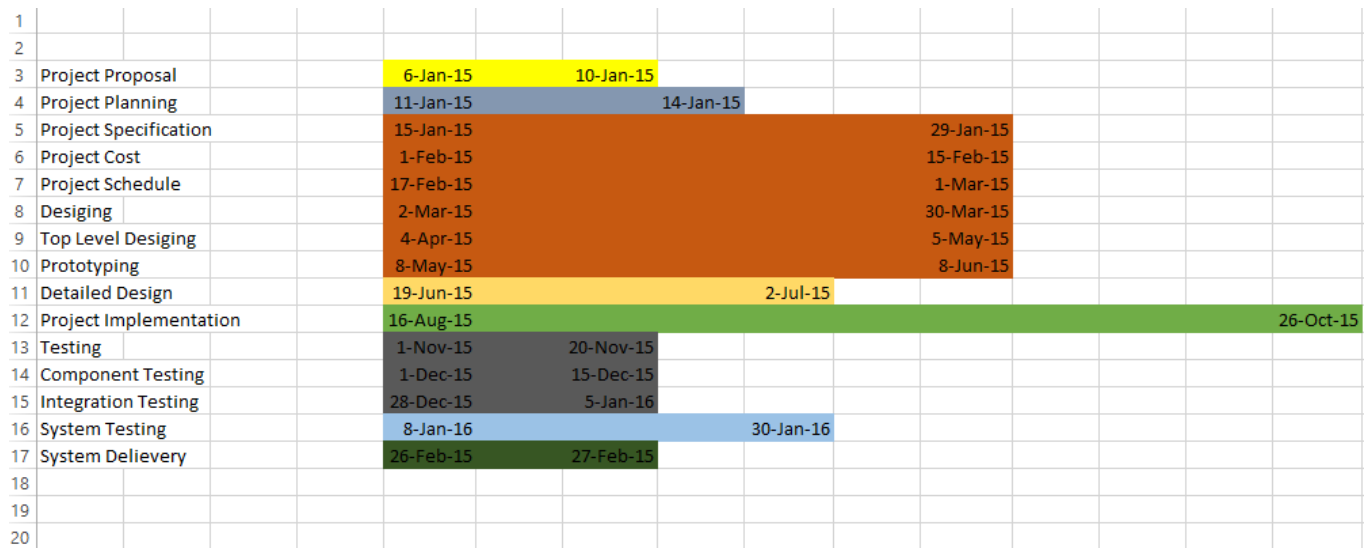 1
2
3 Project Proposal 6-Jan-15 10-Jan-15
4 Project Planning 11-Jan-15 14-Jan-15
5 Project Specification 15-Jan-15 29-Jan-15
6 Project Cost 1-Feb-15 15-Feb-15
7 Project Schedule 17-Feb-15 1-Mar-15
8 Desiging 2-Mar-15 30-Mar-15
9 Top Level Desiging 4-Apr-15 5-May-15
10 Prototyping 8-May-15 8-Jun-15
11 Detailed Design 19-Jun-15 2-Jul-15
12 Project Implementation 16-Aug-15 26-Oct-15
13 Testing 1-Nov-15 20-Nov-15
14 Component Testing 1-Dec-15 15-Dec-15
15 Integration Testing 28-Dec-15 5-Jan-16
16 System Testing 8-Jan-16 30-Jan-16
17 System Delievery 26-Feb-15 27-Feb-15
18
19
20